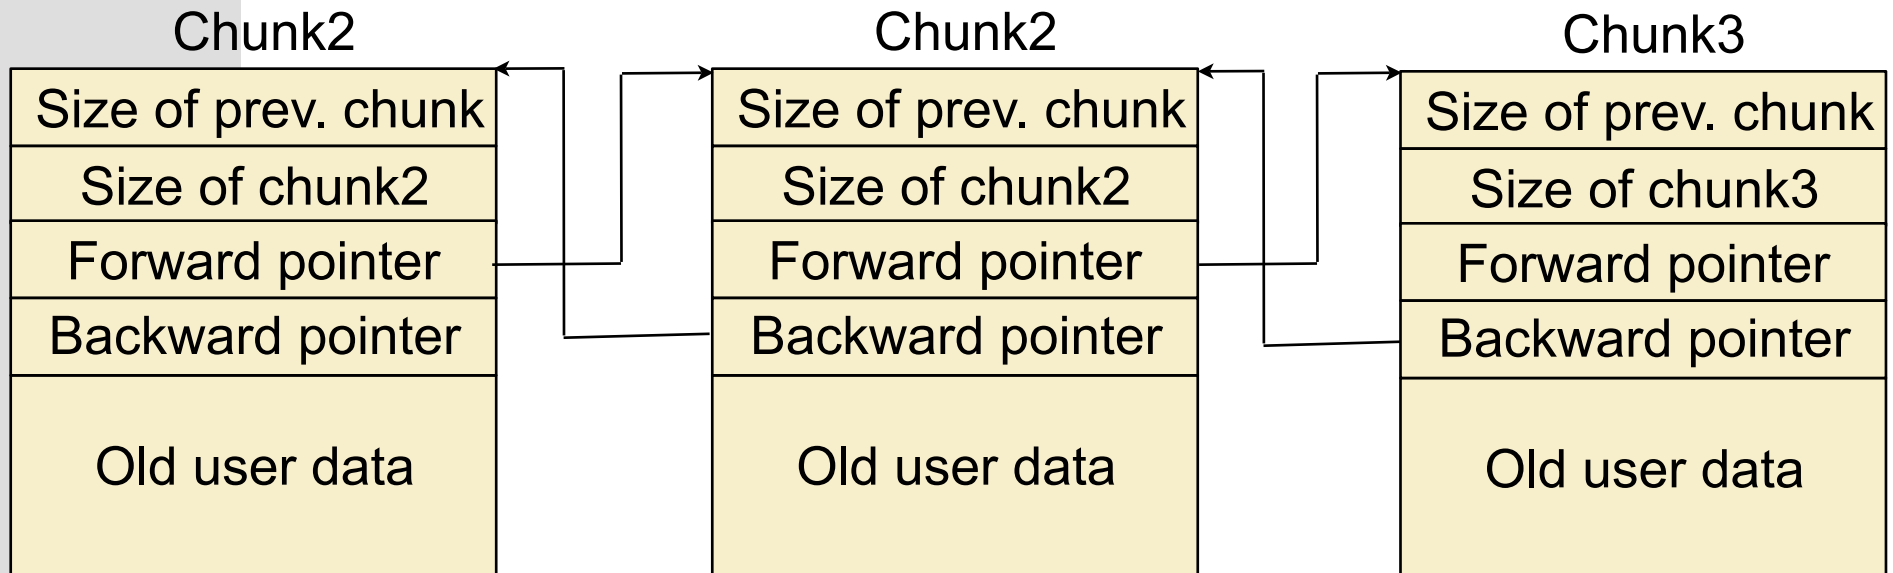 Chunk2
Size of prev. chunk
Size of chunk2
Forward pointer
Backward pointer
Old user data
Chunk2
Size of prev. chunk
Size of chunk2
Forward pointer
Backward pointer
Old user data
Chunk3
Size of prev. chunk
Size of chunk3
Forward pointer
Backward pointer
Old user data